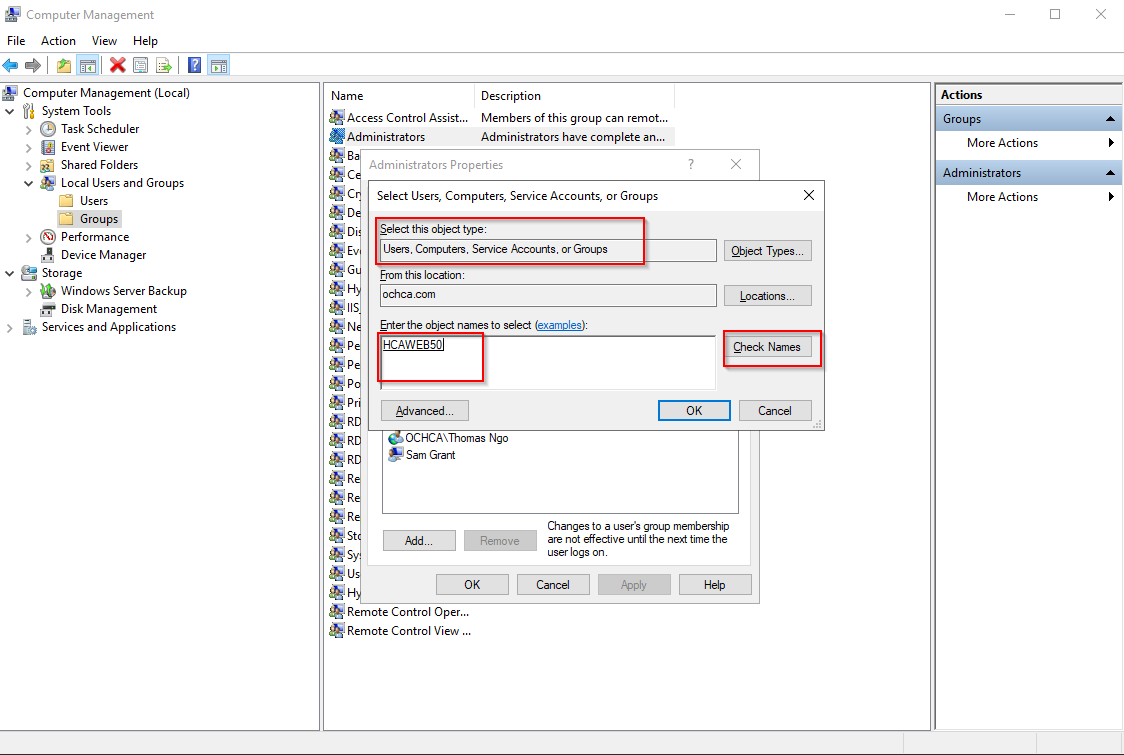 Computer Management
File Action View Help
Computer Management (Local)
System Tools
Task Scheduler
Event Viewer
Shared Folders
Local Users and Groups
Users
Groups
Performance
Device Manager
Storage
Windows Server Backup
Disk Management
Services and Applications
Name Description
Access Control Assist... Members of this group can remot...
Administrators Administrators have complete an...
Ba
Ce
Cr
De
Dis
Eve
Gu
Hy
IIS_
Ne
Pe
Pe
Po
Pri
RD
RD
RD
Re
Re
Re
Sto
Sys
Us
Hy
Remote Control Oper...
Remote Control View ...
Administrators Properties ?
Select Users, Computers, Service Accounts, or Groups
Select this object type:
Users, Computers, Service Accounts, or Groups Object Types...
From this location:
ochca.com Locations...
Enter the object names to select (examples):
HCAWEB50 Check Names
Advanced... OK Cancel
OCHCA\Thomas Ngo
Sam Grant
Add... Remove
Changes to a user's group membership
are not effective until the next time the
user logs on.
OK Cancel Apply Help
Actions
Groups
More Actions
Administrators
More Actions